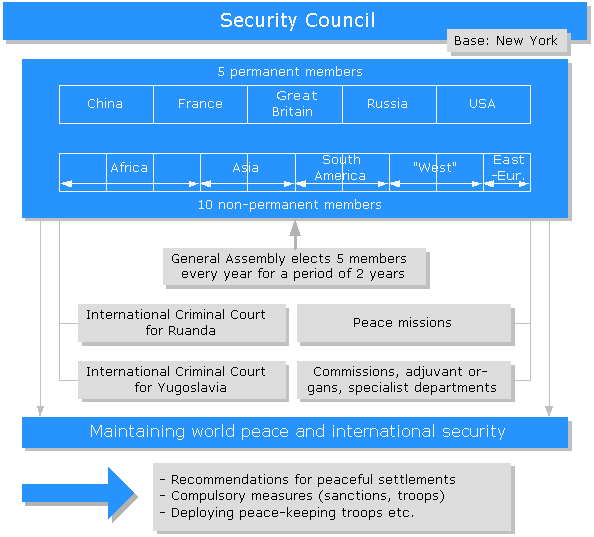 Security Council
Base: New York
5 permanent members
China
France
Great
Britain
Russia
USA
Africa
Asia
South
America
"West"
East
-Eur.
10 non-permanent members
General Assembly elects 5 members
every year for a period of 2 years
International Criminal Court
for Ruanda
Peace missions
International Criminal Court
for Yugoslavia
Commissions, adjuvant or-
gans, specialist departments
Maintaining world peace and international security
- Recommendations for peaceful settlements
- Compulsory measures (sanctions, troops)
- Deploying peace-keeping troops etc.